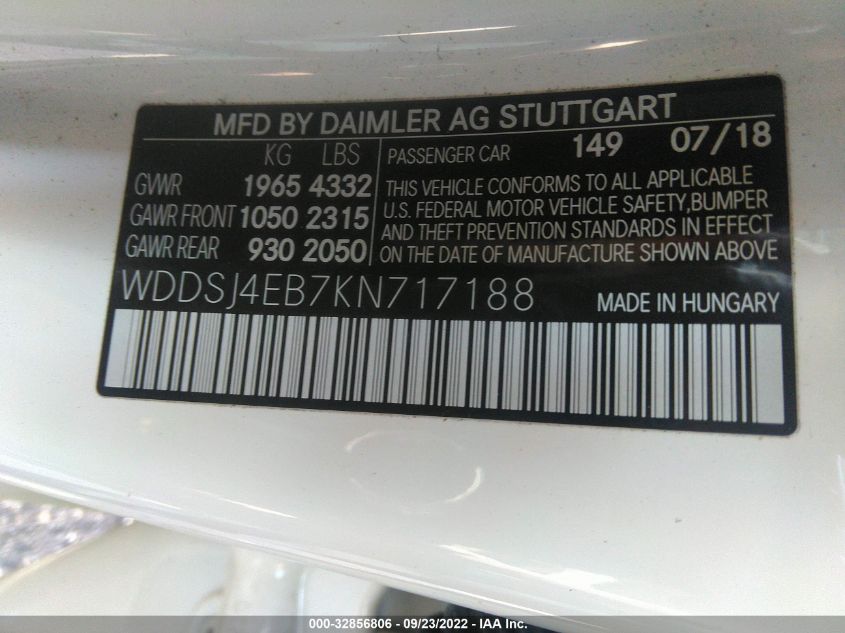 MFD BY DAIMLER AG STUTTGART
KG LBS
GVWR 1965 4332
GAWR FRONT 1050 2315
GAWR REAR 930 2050
PASSENGER CAR 149 07/18
THIS VEHICLE CONFORMS TO ALL APPLICABLE
U.S. FEDERAL MOTOR VEHICLE SAFETY,BUMPER
AND THEFT PREVENTION STANDARDS IN EFFECT
ON THE DATE OF MANUFACTURE SHOWN ABOVE
WDDSJ4EB7KN717188 MADE IN HUNGARY
000-32856806 - 09/23/2022 - IAA Inc.